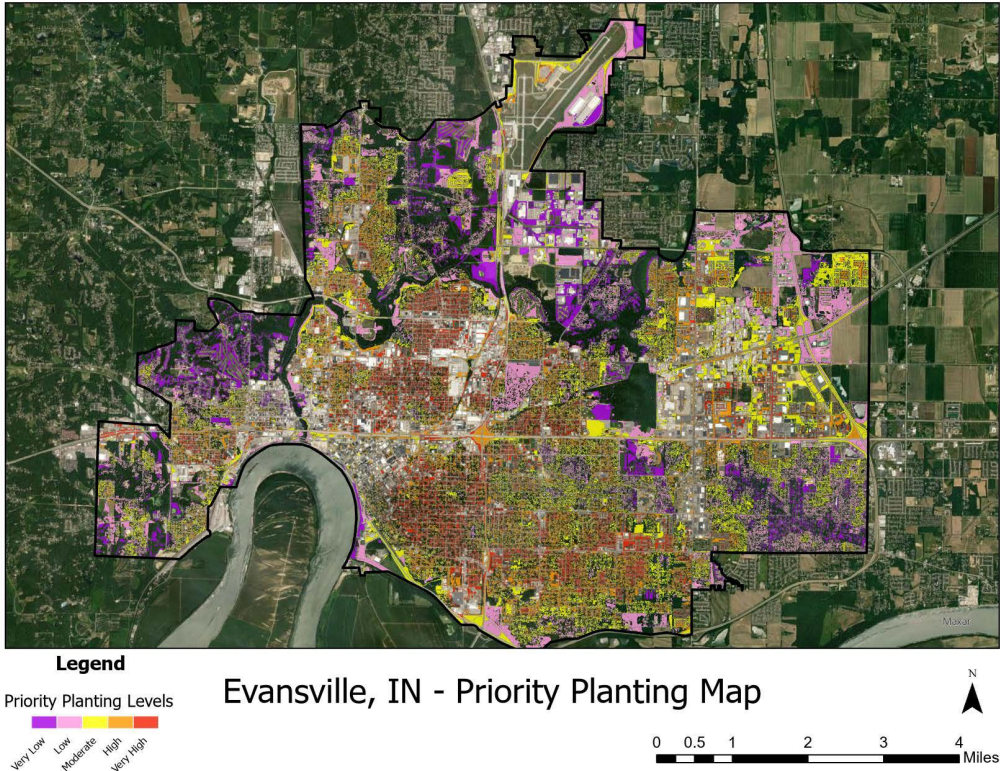 Maxar
Legend
Priority Planting Levels
Very Low
Low
Moderate
High
Very High
Evansville, IN - Priority Planting Map
N
0 0.5 1 2 3 4
Miles